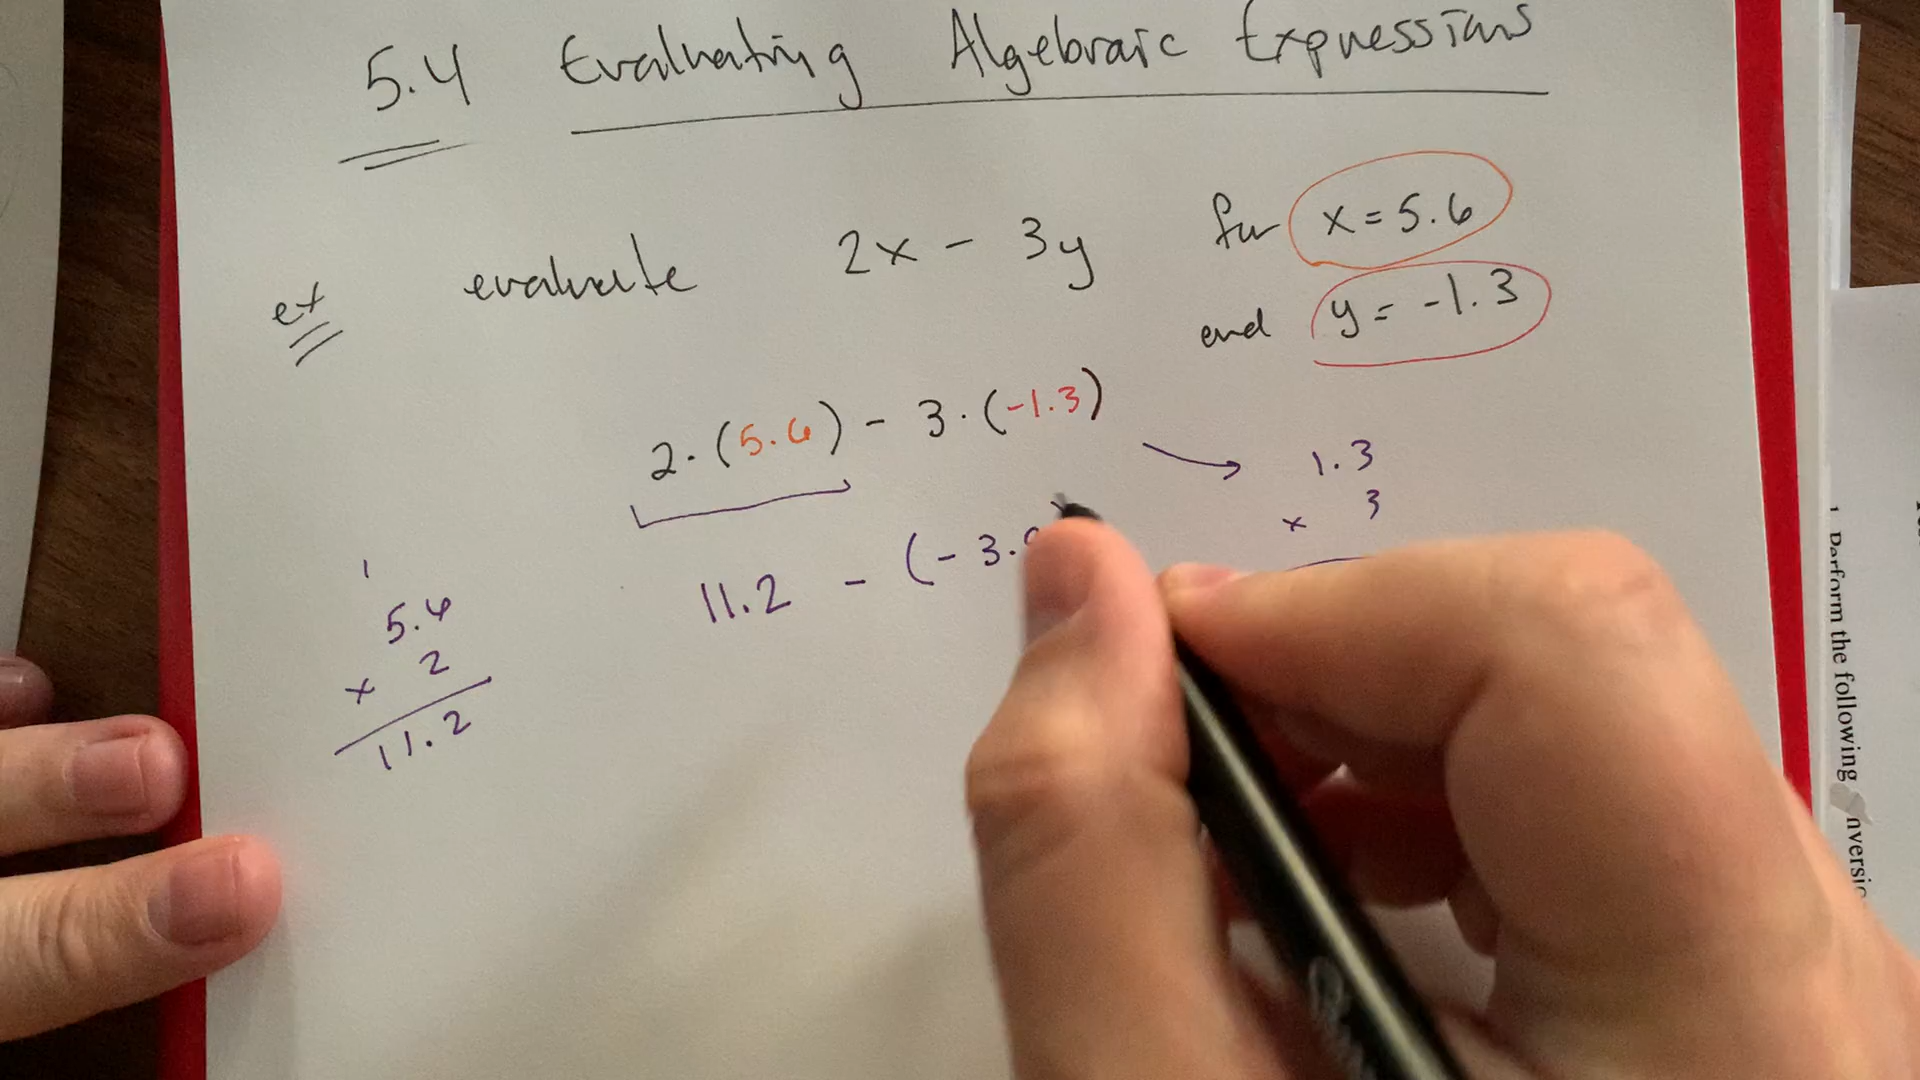 5.4 Evaluating Algebraic Expressions
ex evaluate 2x - 3y for x = 5.6
and y = -1.3
2·(5.6) - 3·(-1.3)
1.3
x 3
11.2 - (-3.
1
5.6
x 2
11.2
1. Perform the following